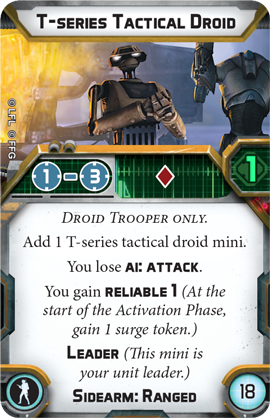 T-SERIES TACTICAL DROID
© LFL © FFG
1 - 3
1
DROID TROOPER ONLY.
Add 1 T-series tactical droid mini.
You lose AI: ATTACK.
You gain RELIABLE 1 (At the
start of the Activation Phase,
gain 1 surge token.)
LEADER (This mini is
your unit leader.)
SIDEARM: RANGED
18